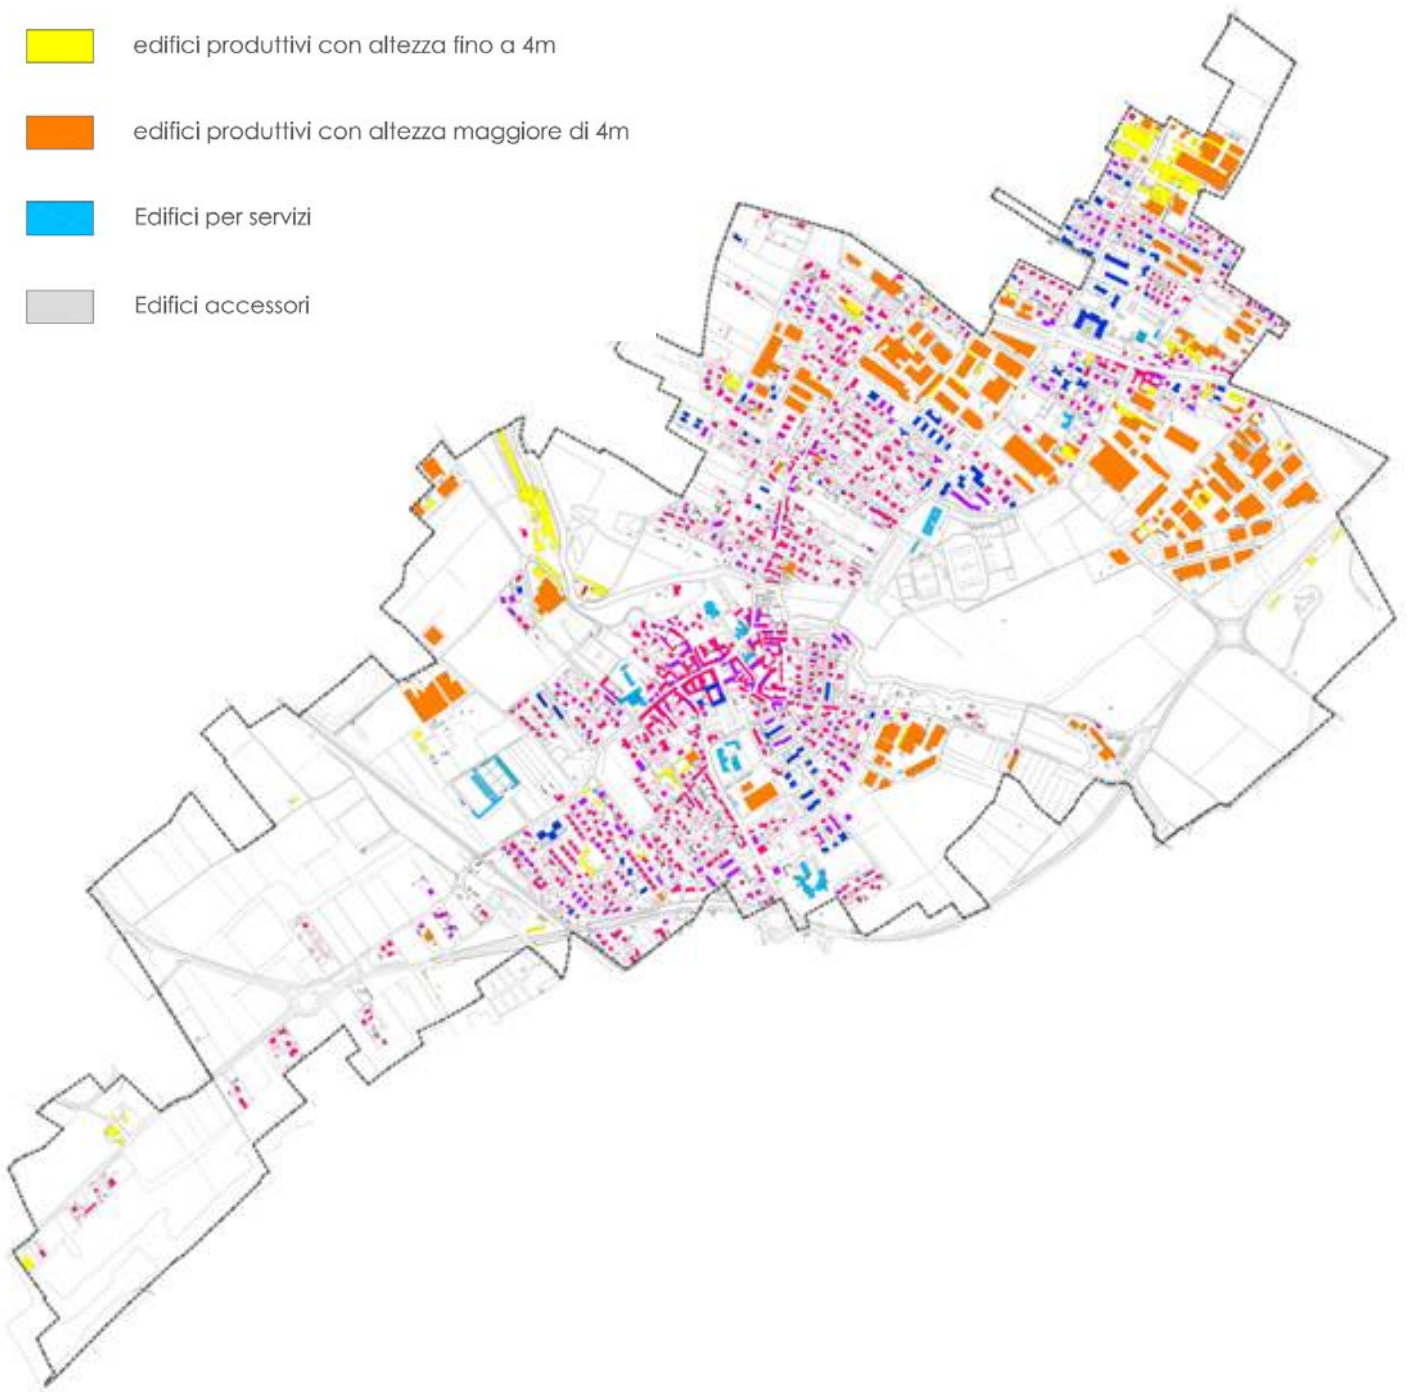 edifici produttivi con altezza fino a 4m
edifici produttivi con altezza maggiore di 4m
Edifici per servizi
Edifici accessori